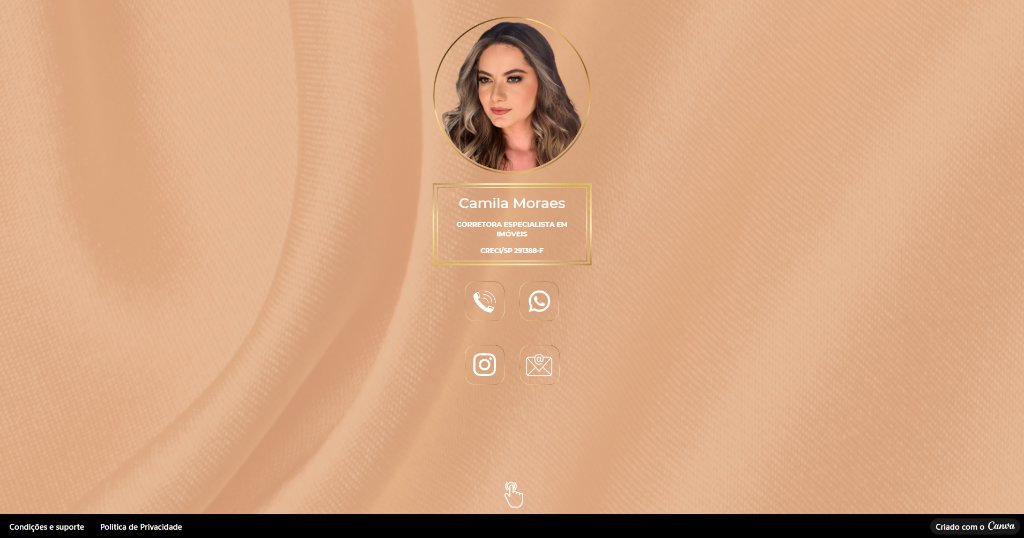 Camila Moraes
CORRETORA ESPECIALISTA EM
IMÓVEIS
CRECI/SP 291388-F
Condições e suporte
Política de Privacidade
Criado com o Canva